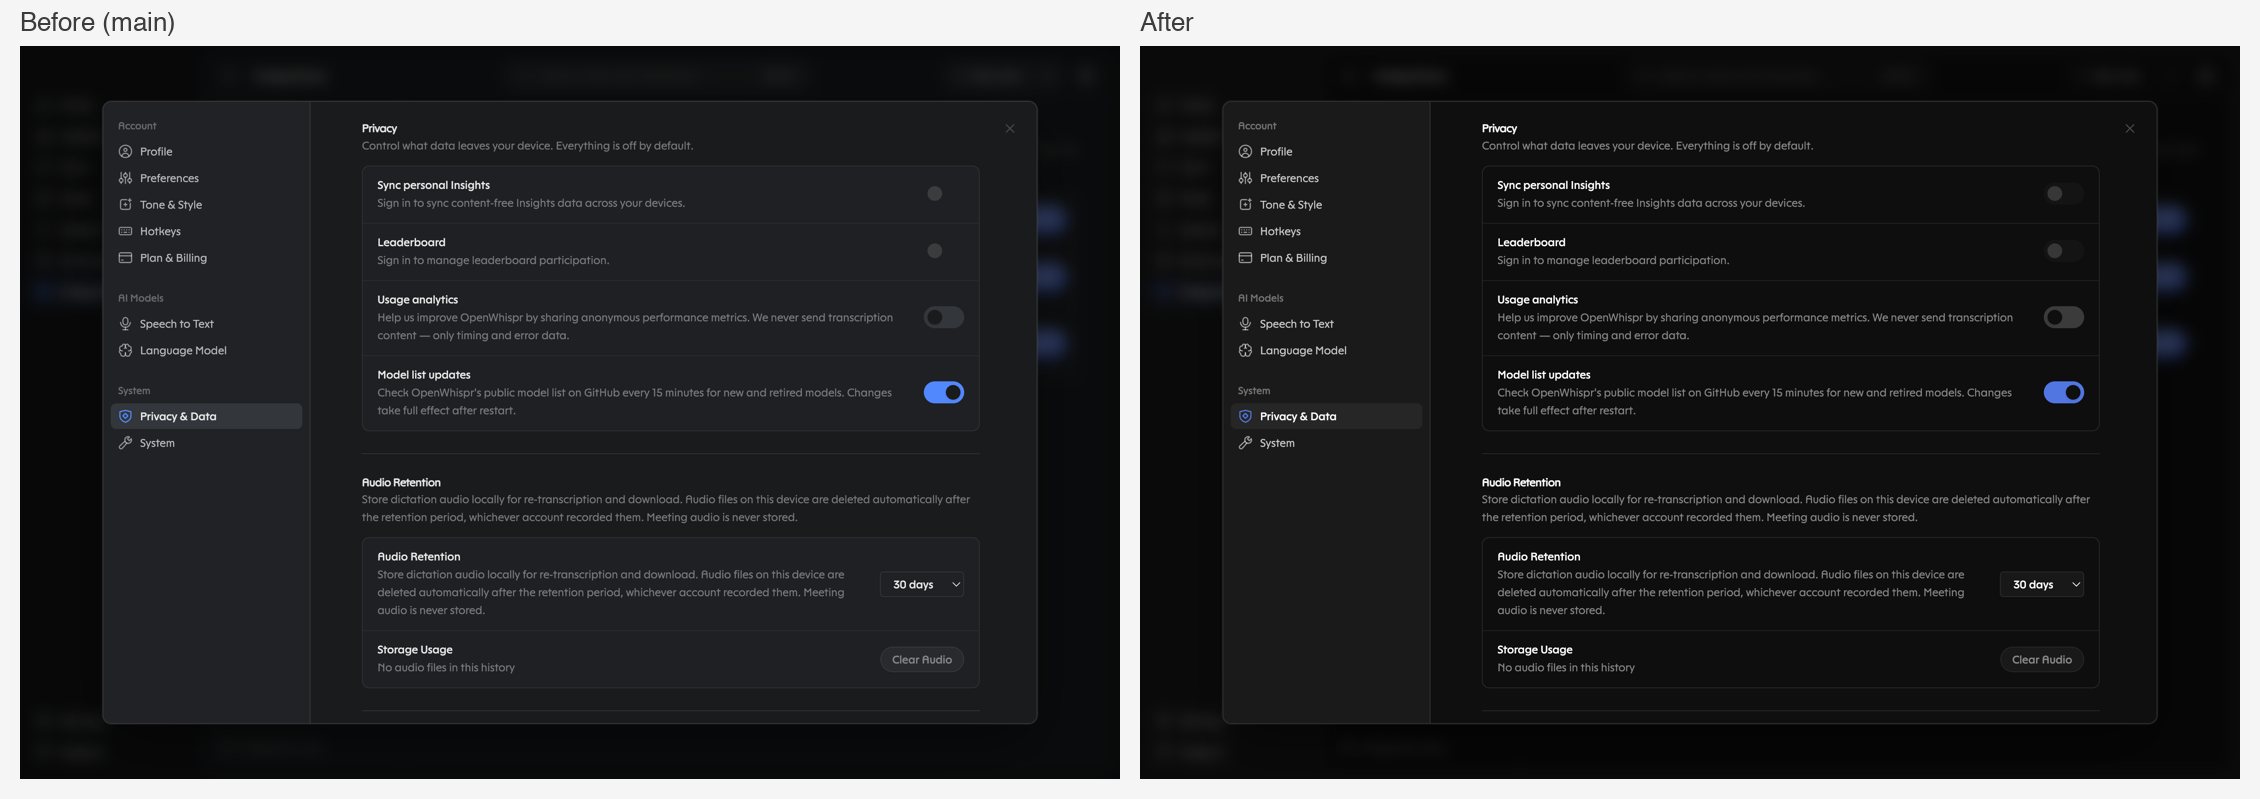 Before (main)
Account
Profile
Preferences
Tone & Style
Hotkeys
Plan & Billing
AI Models
Speech to Text
Language Model
System
Privacy & Data
System
Privacy
Control what data leaves your device. Everything is off by default.
Sync personal Insights
Sign in to sync content-free Insights data across your devices.
Leaderboard
Sign in to manage leaderboard participation.
Usage analytics
Help us improve OpenWhispr by sharing anonymous performance metrics. We never send transcription
content — only timing and error data.
Model list updates
Check OpenWhispr's public model list on GitHub every 15 minutes for new and retired models. Changes
take full effect after restart.
Audio Retention
Store dictation audio locally for re-transcription and download. Audio files on this device are deleted automatically after
the retention period, whichever account recorded them. Meeting audio is never stored.
Audio Retention
Store dictation audio locally for re-transcription and download. Audio files on this device are
deleted automatically after the retention period, whichever account recorded them. Meeting
audio is never stored.
30 days
Storage Usage
No audio files in this history
Clear Audio
After
Account
Profile
Preferences
Tone & Style
Hotkeys
Plan & Billing
AI Models
Speech to Text
Language Model
System
Privacy & Data
System
Privacy
Control what data leaves your device. Everything is off by default.
Sync personal Insights
Sign in to sync content-free Insights data across your devices.
Leaderboard
Sign in to manage leaderboard participation.
Usage analytics
Help us improve OpenWhispr by sharing anonymous performance metrics. We never send transcription
content — only timing and error data.
Model list updates
Check OpenWhispr's public model list on GitHub every 15 minutes for new and retired models. Changes
take full effect after restart.
Audio Retention
Store dictation audio locally for re-transcription and download. Audio files on this device are deleted automatically after
the retention period, whichever account recorded them. Meeting audio is never stored.
Audio Retention
Store dictation audio locally for re-transcription and download. Audio files on this device are
deleted automatically after the retention period, whichever account recorded them. Meeting
audio is never stored.
30 days
Storage Usage
No audio files in this history
Clear Audio